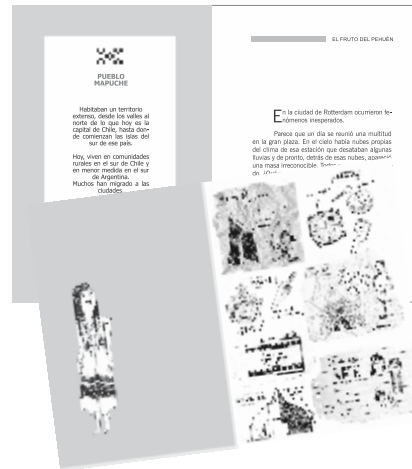 PUEBLO
MAPUCHE
Habitaban un territorio
extenso, desde los valles al
norte de lo que hoy es la
capital de Chile, hasta don-
de comienzan las islas del
sur de ese país.
Hoy, viven en comunidades
rurales en el sur de Chile y
en menor medida en el sur
de Argentina.
Muchos han migrado a las
ciudades
EL FRUTO DEL PEHUÉN
En la ciudad de Rotterdam ocurrieron fe-
nómenos inesperados.
Parece que un día se reunió una multitud
en la gran plaza. En el cielo había nubes propias
del clima de esa estación que desataban algunas
lluvias y de pronto, detrás de esas nubes, apareció
una masa irreconocible.